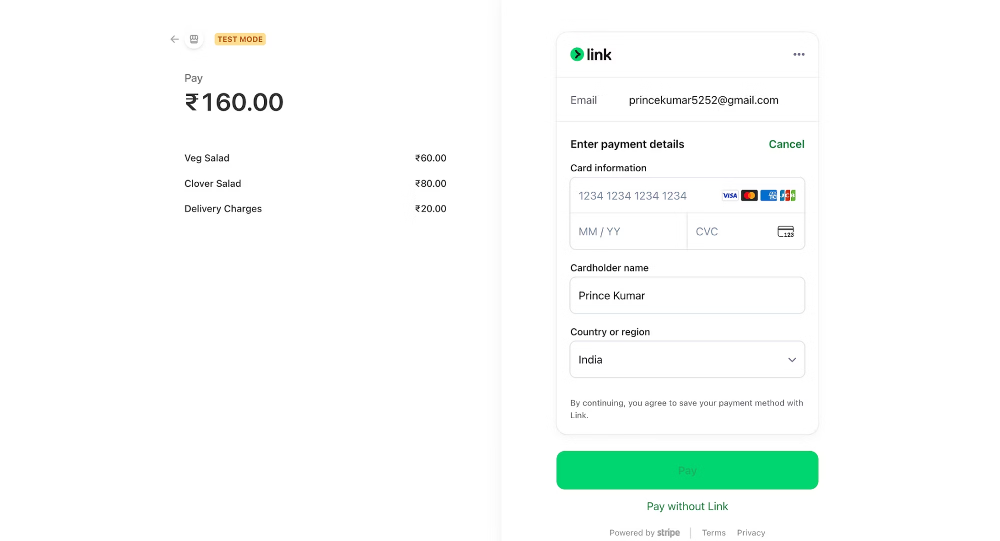 TEST MODE
Pay
₹160.00
Veg Salad ₹60.00
Clover Salad ₹80.00
Delivery Charges ₹20.00
link
Email princekumar5252@gmail.com
Enter payment details Cancel
Card information
1234 1234 1234 1234 VISA AMEX JCB
MM / YY CVC 123
Cardholder name
Prince Kumar
Country or region
India
By continuing, you agree to save your payment method with
Link.
Pay
Pay without Link
Powered by stripe Terms Privacy